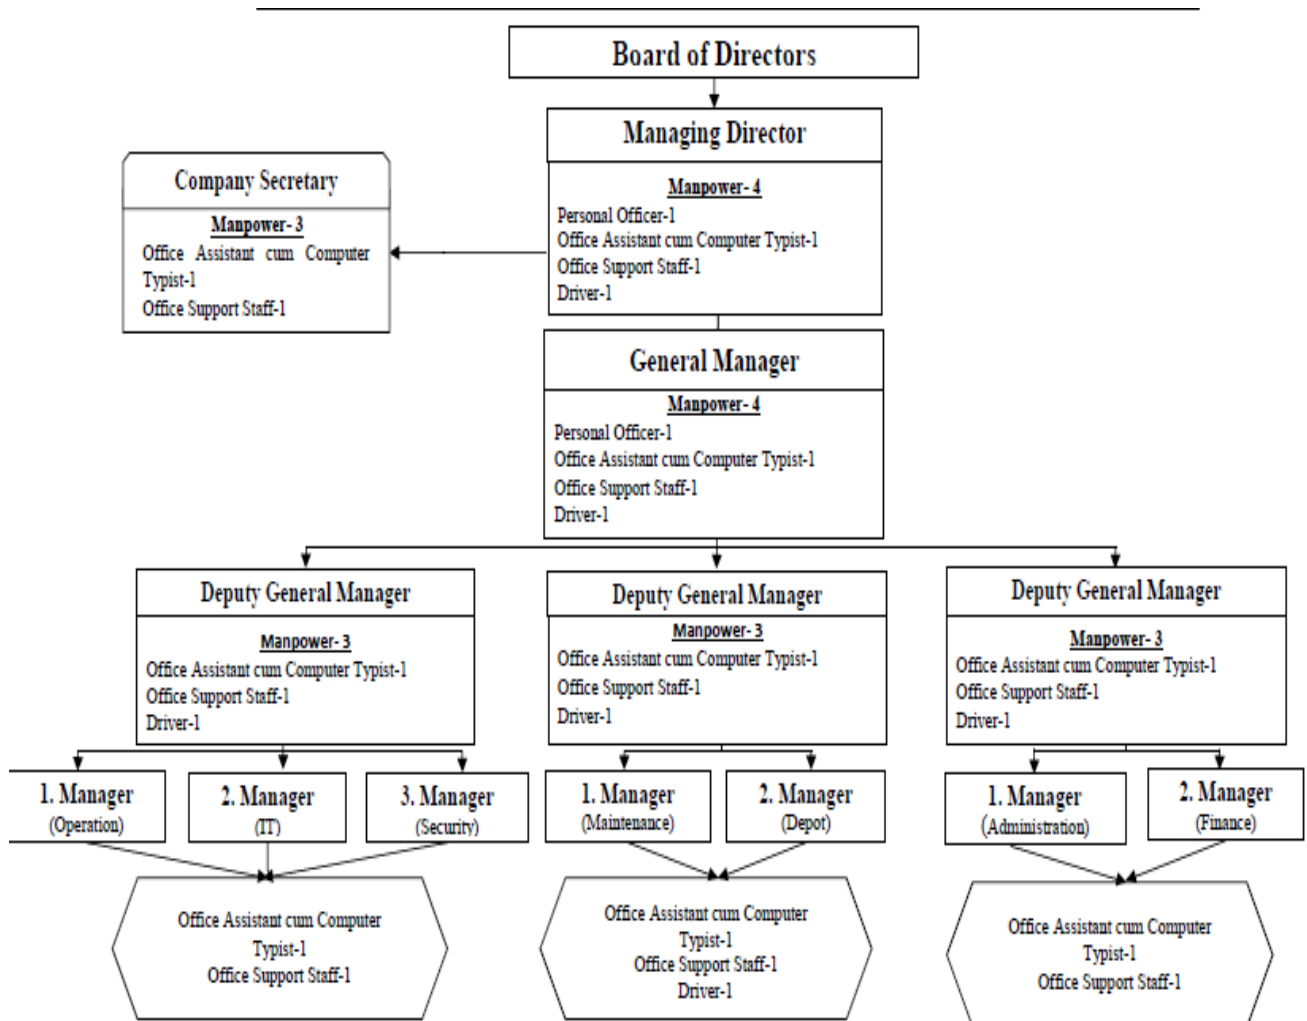 Board of Directors
Managing Director
Manpower- 4
Personal Officer-1
Office Assistant cum Computer Typist-1
Office Support Staff-1
Driver-1
Company Secretary
Manpower- 3
Office Assistant cum Computer
Typist-1
Office Support Staff-1
General Manager
Manpower- 4
Personal Officer-1
Office Assistant cum Computer Typist-1
Office Support Staff-1
Driver-1
Deputy General Manager
Manpower- 3
Office Assistant cum Computer Typist-1
Office Support Staff-1
Driver-1
Deputy General Manager
Manpower- 3
Office Assistant cum Computer Typist-1
Office Support Staff-1
Driver-1
Deputy General Manager
Manpower- 3
Office Assistant cum Computer Typist-1
Office Support Staff-1
Driver-1
1. Manager
(Operation)
2. Manager
(IT)
3. Manager
(Security)
1. Manager
(Maintenance)
2. Manager
(Depot)
1. Manager
(Administration)
2. Manager
(Finance)
Office Assistant cum Computer
Typist-1
Office Support Staff-1
Office Assistant cum Computer
Typist-1
Office Support Staff-1
Driver-1
Office Assistant cum Computer
Typist-1
Office Support Staff-1